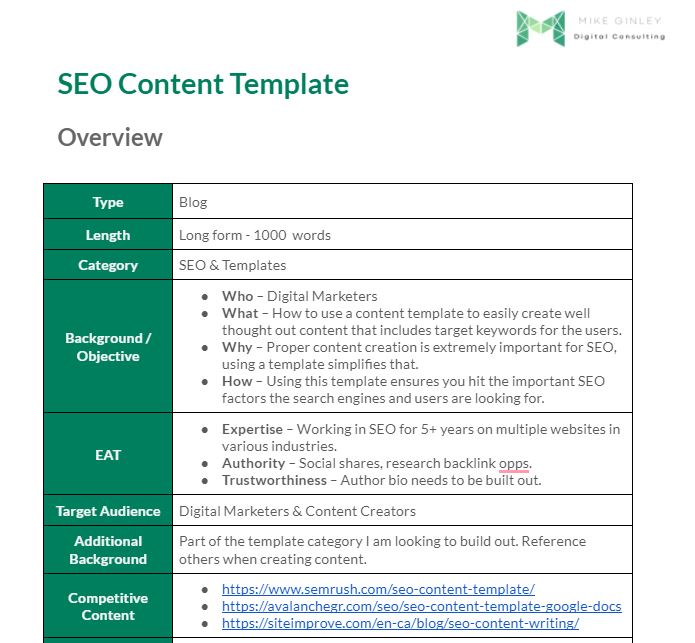 MIKE GINLEY
Digital Consulting
SEO Content Template
Overview
Type
Blog
Length
Long form - 1000 words
Category
SEO & Templates
Background /
Objective
● Who – Digital Marketers
● What – How to use a content template to easily create well
thought out content that includes target keywords for the users.
● Why – Proper content creation is extremely important for SEO,
using a template simplifies that.
● How – Using this template ensures you hit the important SEO
factors the search engines and users are looking for.
EAT
● Expertise – Working in SEO for 5+ years on multiple websites in
various industries.
● Authority – Social shares, research backlink opps.
● Trustworthiness – Author bio needs to be built out.
Target Audience
Digital Marketers & Content Creators
Additional
Background
Part of the template category I am looking to build out. Reference
others when creating content.
Competitive
Content
● https://www.semrush.com/seo-content-template/
● https://avalanchegr.com/seo/seo-content-template-google-docs
● https://siteimprove.com/en-ca/blog/seo-content-writing/